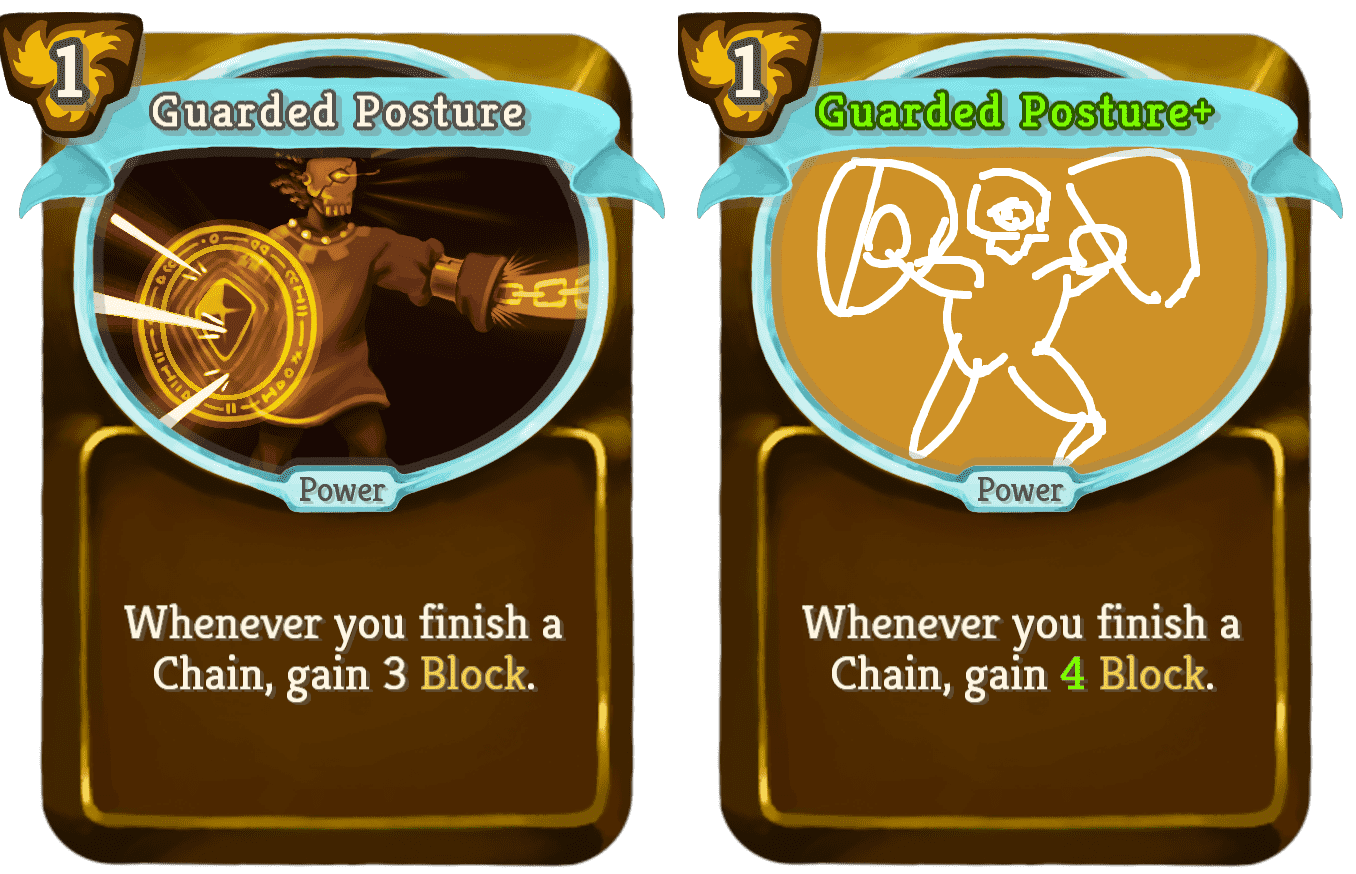 1
Guarded Posture
Power
Whenever you finish a
Chain, gain 3 Block.
1
Guarded Posture+
Power
Whenever you finish a
Chain, gain 4 Block.